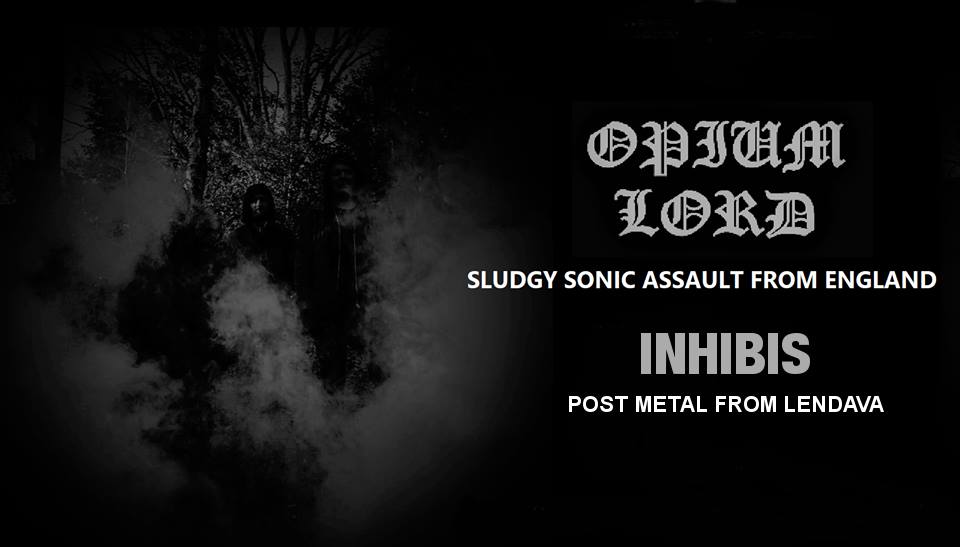 OPIUM
LORD
SLUDGY SONIC ASSAULT FROM ENGLAND
INHIBIS
POST METAL FROM LENDAVA